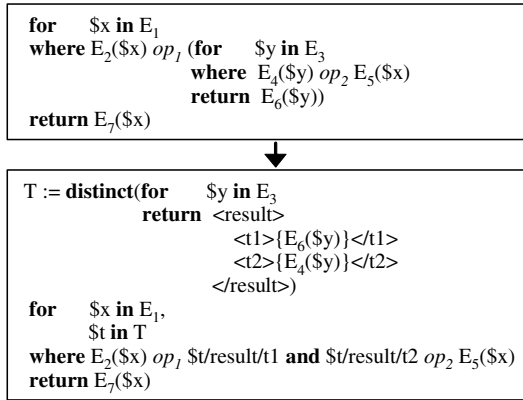 for $x in E1
where E2($x) op1 (for $y in E3
where E4($y) op2 E5($x)
return E6($y))
return E7($x)
T := distinct(for $y in E3
return <result>
<t1>{E6($y)}</t1>
<t2>{E4($y)}</t2>
</result>)
for $x in E1,
$t in T
where E2($x) op1 $t/result/t1 and $t/result/t2 op2 E5($x)
return E7($x)